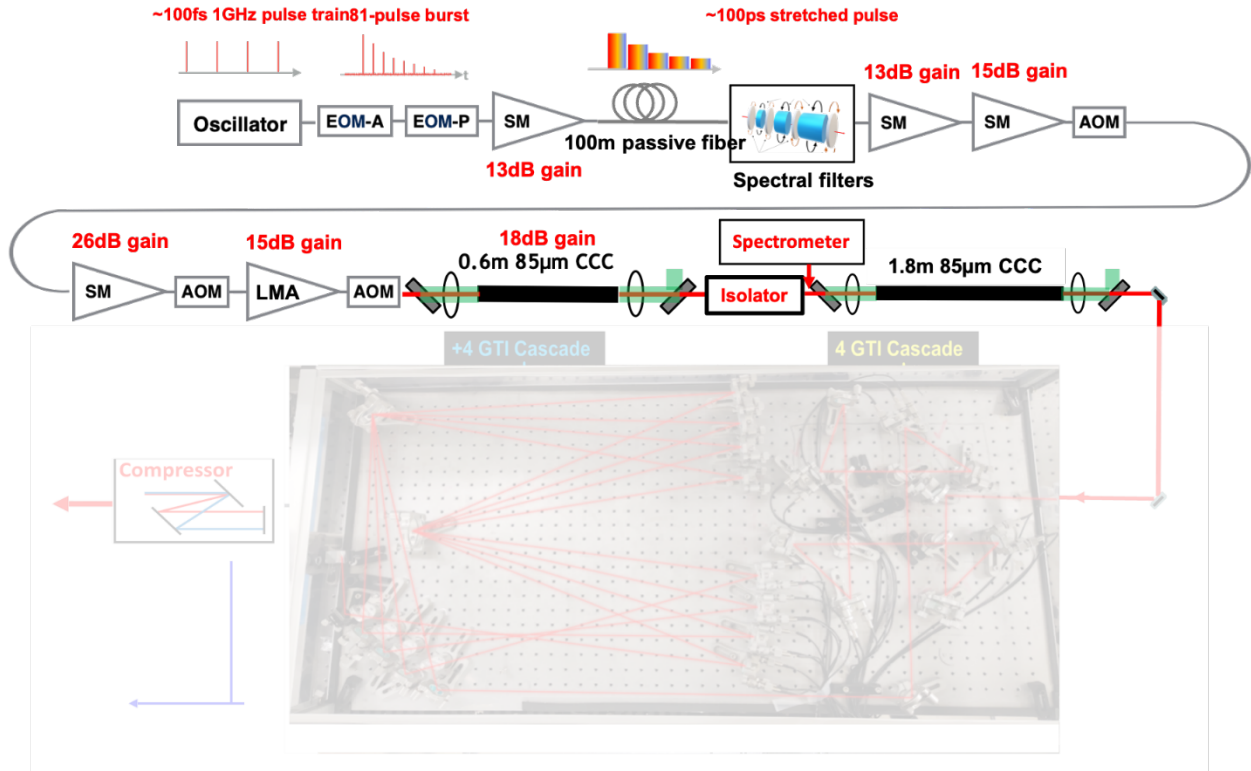 ~100fs 1GHz pulse train
81-pulse burst
~100ps stretched pulse
t
13dB gain
15dB gain
Oscillator
EOM-A
EOM-P
SM
100m passive fiber
SM
SM
AOM
13dB gain
Spectral filters
26dB gain
15dB gain
18dB gain
0.6m 85µm CCC
Spectrometer
1.8m 85µm CCC
SM
AOM
LMA
AOM
Isolator
+4 GTI Cascade
4 GTI Cascade
Compressor